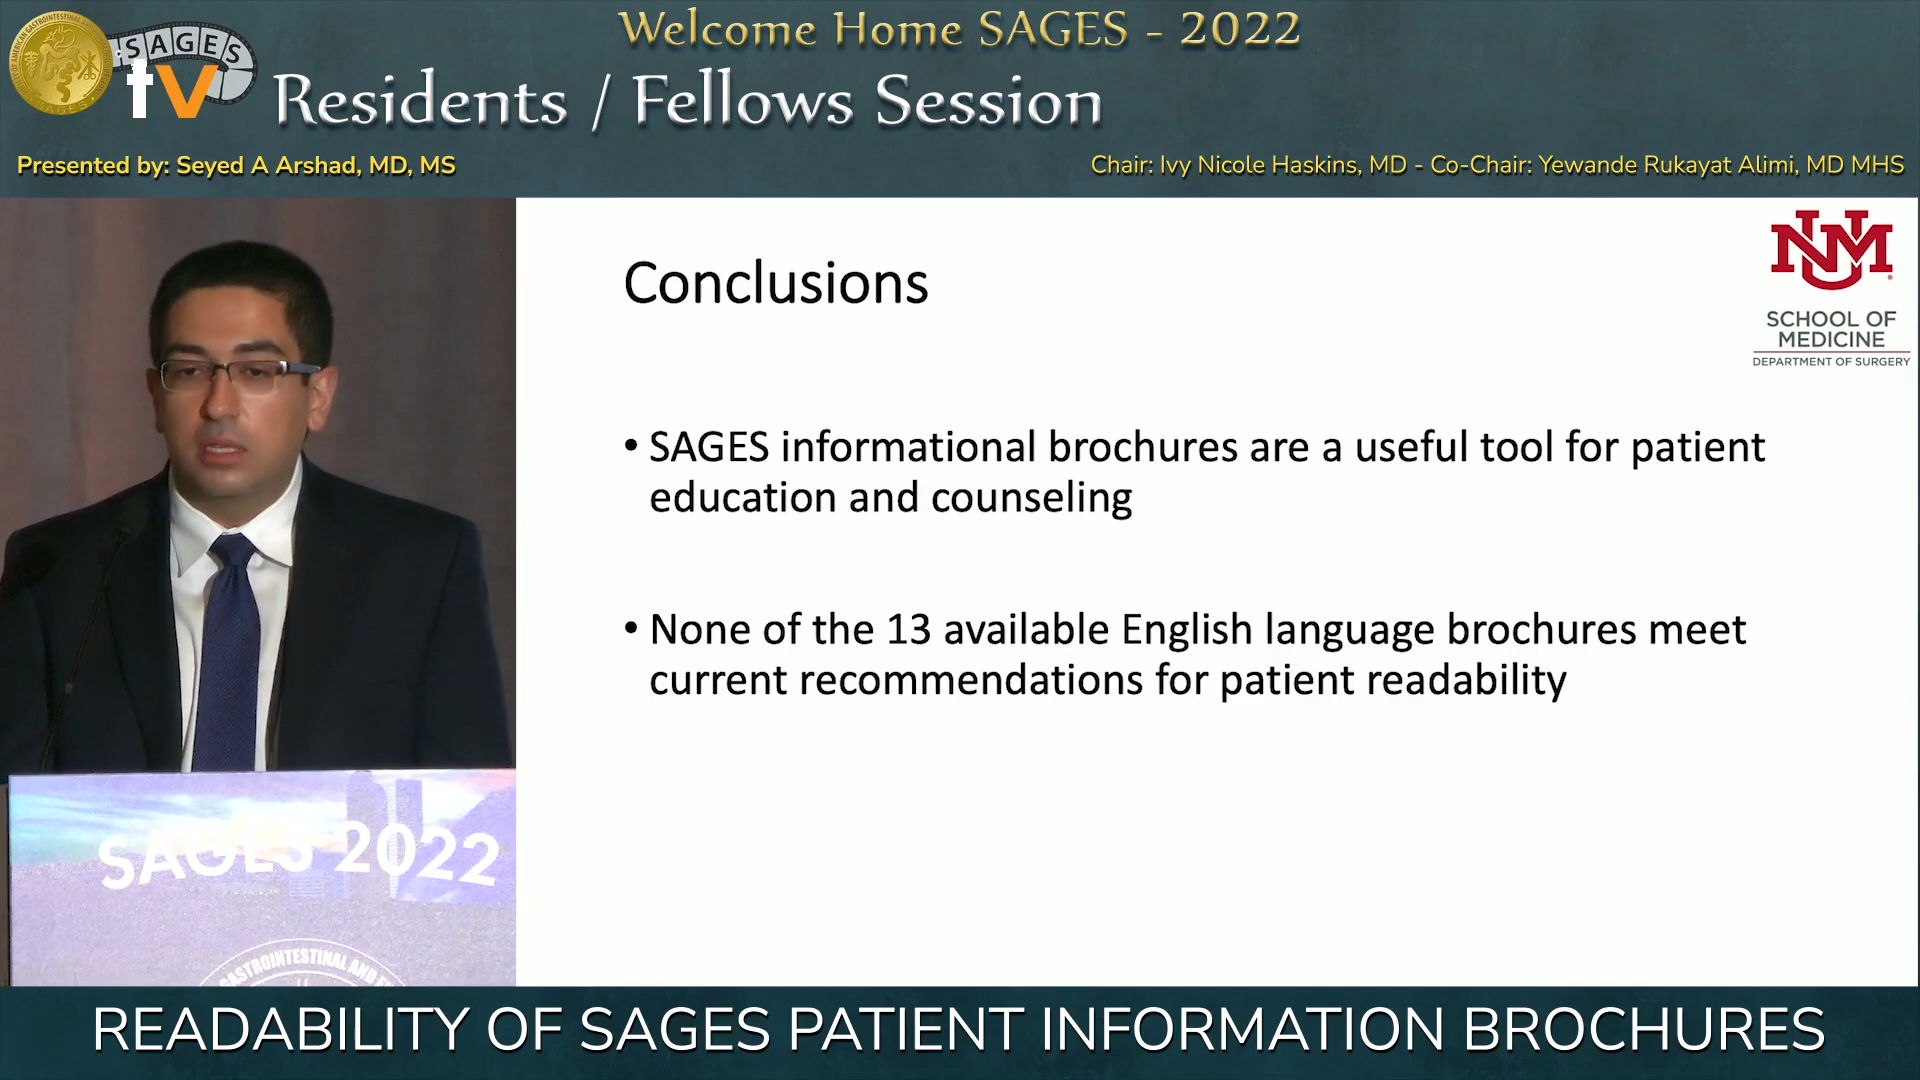 Welcome Home SAGES - 2022
SAGES
tv
Residents / Fellows Session
Presented by: Seyed A Arshad, MD, MS
Chair: Ivy Nicole Haskins, MD - Co-Chair: Yewande Rukayat Alimi, MD MHS
UNM
SCHOOL OF
MEDICINE
DEPARTMENT OF SURGERY
Conclusions
• SAGES informational brochures are a useful tool for patient
education and counseling
• None of the 13 available English language brochures meet
current recommendations for patient readability
SAGES 2022
GASTROINTESTINAL AND
READABILITY OF SAGES PATIENT INFORMATION BROCHURES